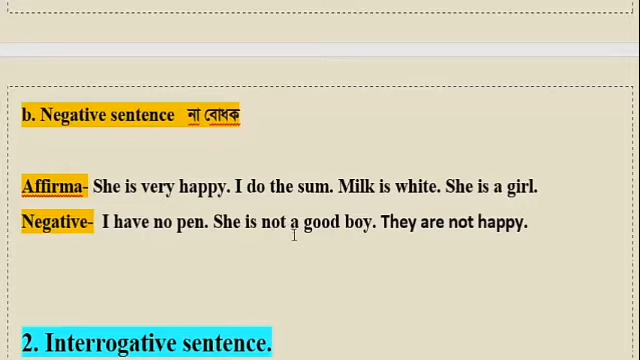 b. Negative sentence না বোধক
Affirma- She is very happy. I do the sum. Milk is white. She is a girl.
Negative- I have no pen. She is not a good boy. They are not happy.
2. Interrogative sentence.